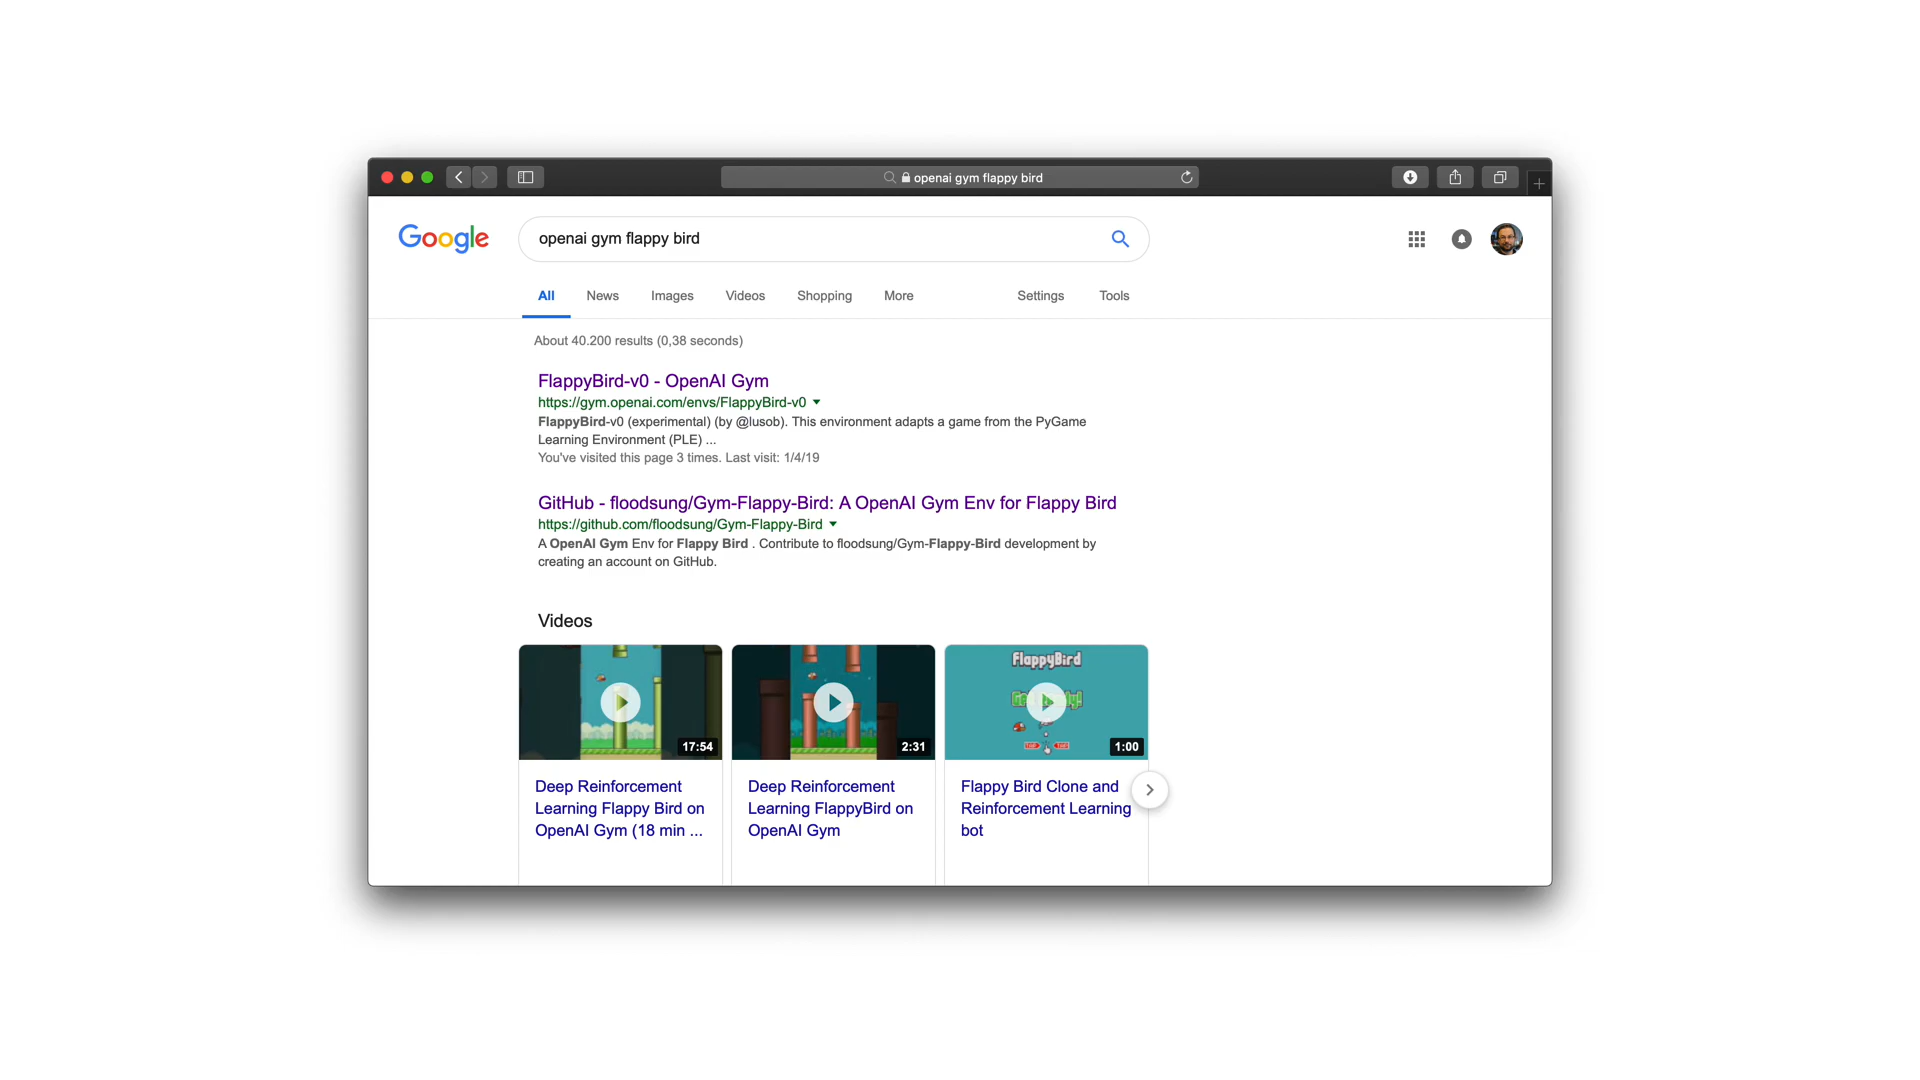 openai gym flappy bird
Google
openai gym flappy bird
All News Images Videos Shopping More Settings Tools
About 40.200 results (0,38 seconds)
FlappyBird-v0 - OpenAI Gym
https://gym.openai.com/envs/FlappyBird-v0
FlappyBird-v0 (experimental) (by @lusob). This environment adapts a game from the PyGame
Learning Environment (PLE) ...
You've visited this page 3 times. Last visit: 1/4/19
GitHub - floodsung/Gym-Flappy-Bird: A OpenAI Gym Env for Flappy Bird
https://github.com/floodsung/Gym-Flappy-Bird
A OpenAI Gym Env for Flappy Bird . Contribute to floodsung/Gym-Flappy-Bird development by
creating an account on GitHub.
Videos
17:54
Deep Reinforcement
Learning Flappy Bird on
OpenAI Gym (18 min ...
2:31
Deep Reinforcement
Learning FlappyBird on
OpenAI Gym
FlappyBird
1:00
Flappy Bird Clone and
Reinforcement Learning
bot